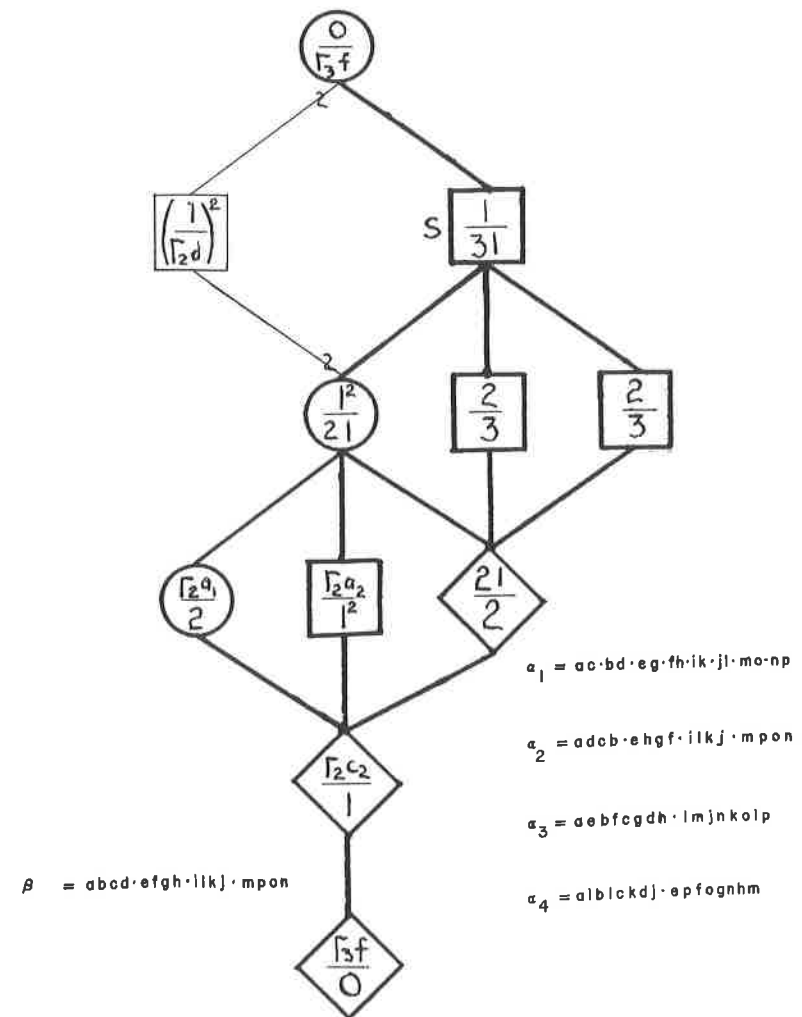 0
Γ₃f
2
(1
Γ₂d)²
S
1
31
2
1²
21
2
3
2
3
Γ₂a₁
2
Γ₂a₂
1²
21
2
α₁ = ac·bd·eg·fh·ik·jl·mo·np
α₂ = adcb·ehgf·ilkj·mpon
Γ₂c₂
1
α₃ = aebfcgdh·imjnkolp
β = abcd·efgh·ilkj·mpon
α₄ = aiblckdj·epfognhm
Γ₃f
0